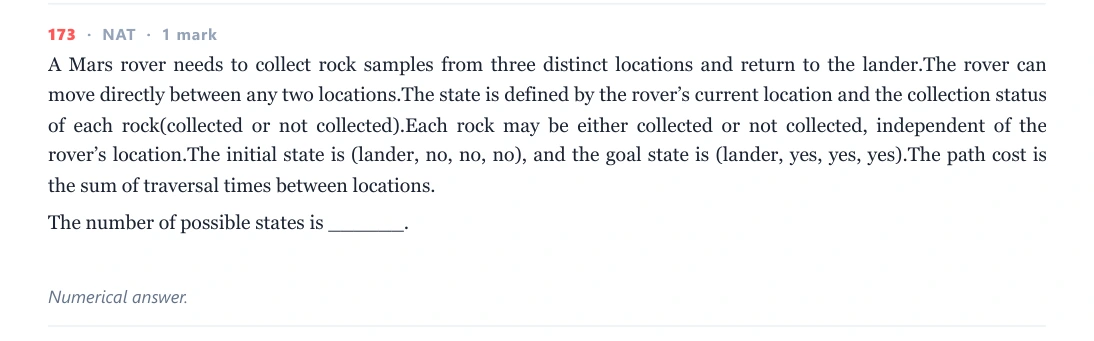 173 · NAT · 1 mark
A Mars rover needs to collect rock samples from three distinct locations and return to the lander.The rover can
move directly between any two locations.The state is defined by the rover’s current location and the collection status
of each rock(collected or not collected).Each rock may be either collected or not collected, independent of the
rover’s location.The initial state is (lander, no, no, no), and the goal state is (lander, yes, yes, yes).The path cost is
the sum of traversal times between locations.
The number of possible states is _______.
Numerical answer.